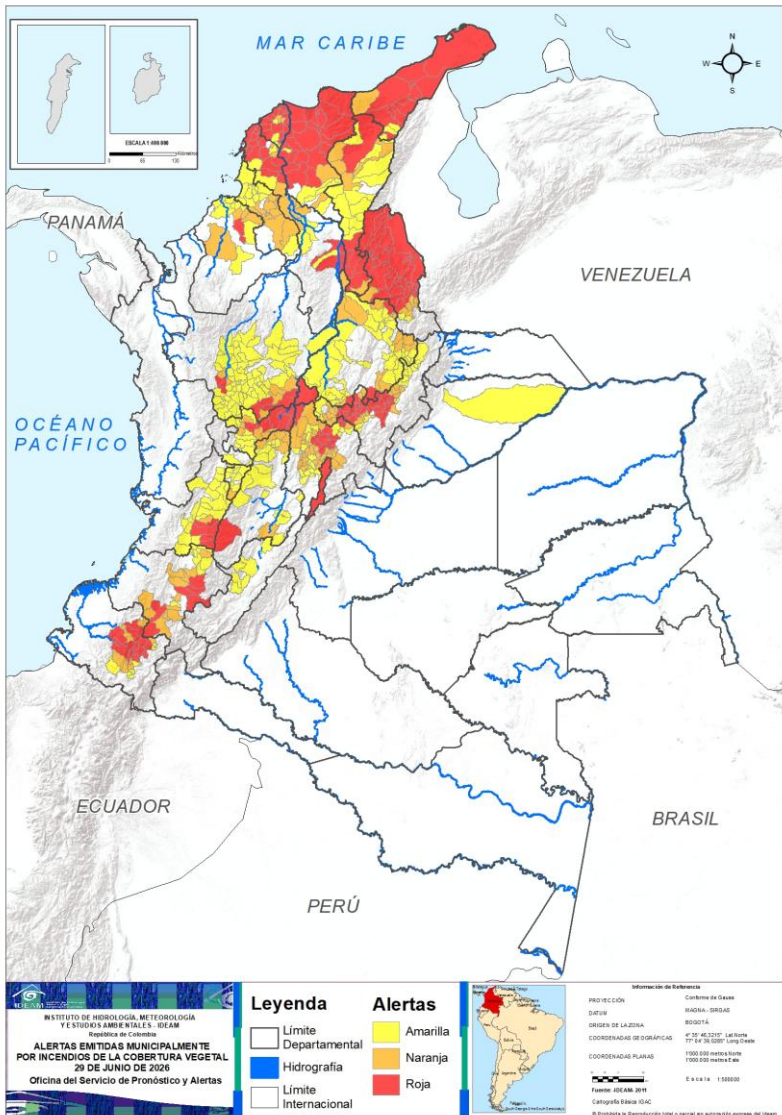 MAR CARIBE
N
W
E
S
ESCALA 1:400 000
PANAMÁ
VENEZUELA
OCÉANO
PACÍFICO
ECUADOR
BRASIL
PERÚ
IDEAM
INSTITUTO DE HIDROLOGÍA, METEOROLOGÍA
Y ESTUDIOS AMBIENTALES - IDEAM
República de Colombia
ALERTAS EMITIDAS MUNICIPALMENTE
POR INCENDIOS DE LA COBERTURA VEGETAL
29 DE JUNIO DE 2026
Oficina del Servicio de Pronóstico y Alertas
Leyenda
Límite
Departamental
Hidrografía
Límite
Internacional
Alertas
Amarilla
Naranja
Roja
Información de Referencia
PROYECCIÓN
Conforme de Gauss
DATUM
MAGNA - SIRGAS
ORIGEN DE LA ZONA
BOGOTÁ
COORDENADAS GEOGRÁFICAS
COORDENADAS PLANAS
1'000.000 metros Norte
1'000.000 metros Este
Fuente: IDEAM 2011
Cartografía Básica IGAC